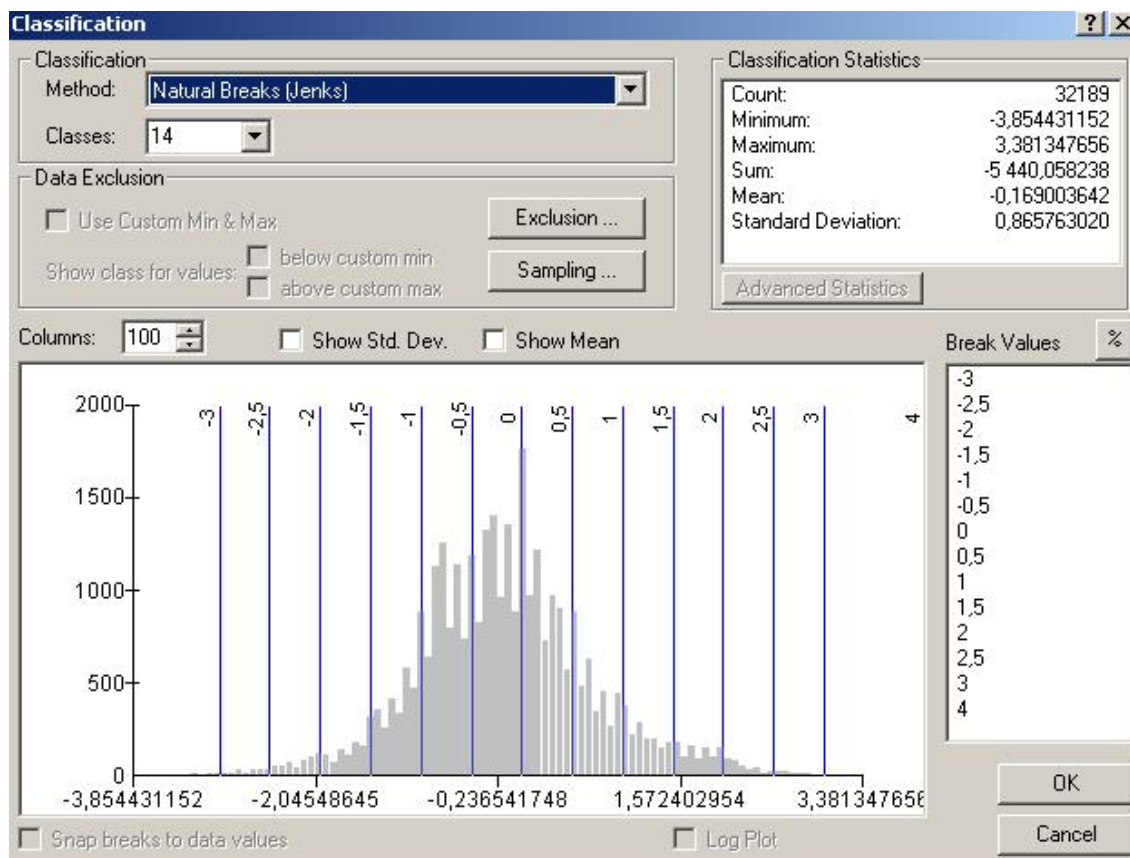 Classification
Classification
Method: Natural Breaks (Jenks)
Classes: 14
Data Exclusion
Use Custom Min & Max
Exclusion ...
Show class for values:
below custom min
above custom max
Sampling ...
Classification Statistics
Count: 32189
Minimum: -3,854431152
Maximum: 3,381347656
Sum: -5 440,058238
Mean: -0,169003642
Standard Deviation: 0,865763020
Advanced Statistics
Columns: 100
Show Std. Dev.
Show Mean
Break Values
%
-3 -2,5 -2 -1,5 -1 -0,5 0 0,5 1 1,5 2 2,5 3 4
2000
1500
1000
500
0
-3,854431152 -2,04548645 -0,236541748 1,572402954 3,381347656
-3
-2,5
-2
-1,5
-1
-0,5
0
0,5
1
1,5
2
2,5
3
4
OK
Cancel
Snap breaks to data values
Log Plot